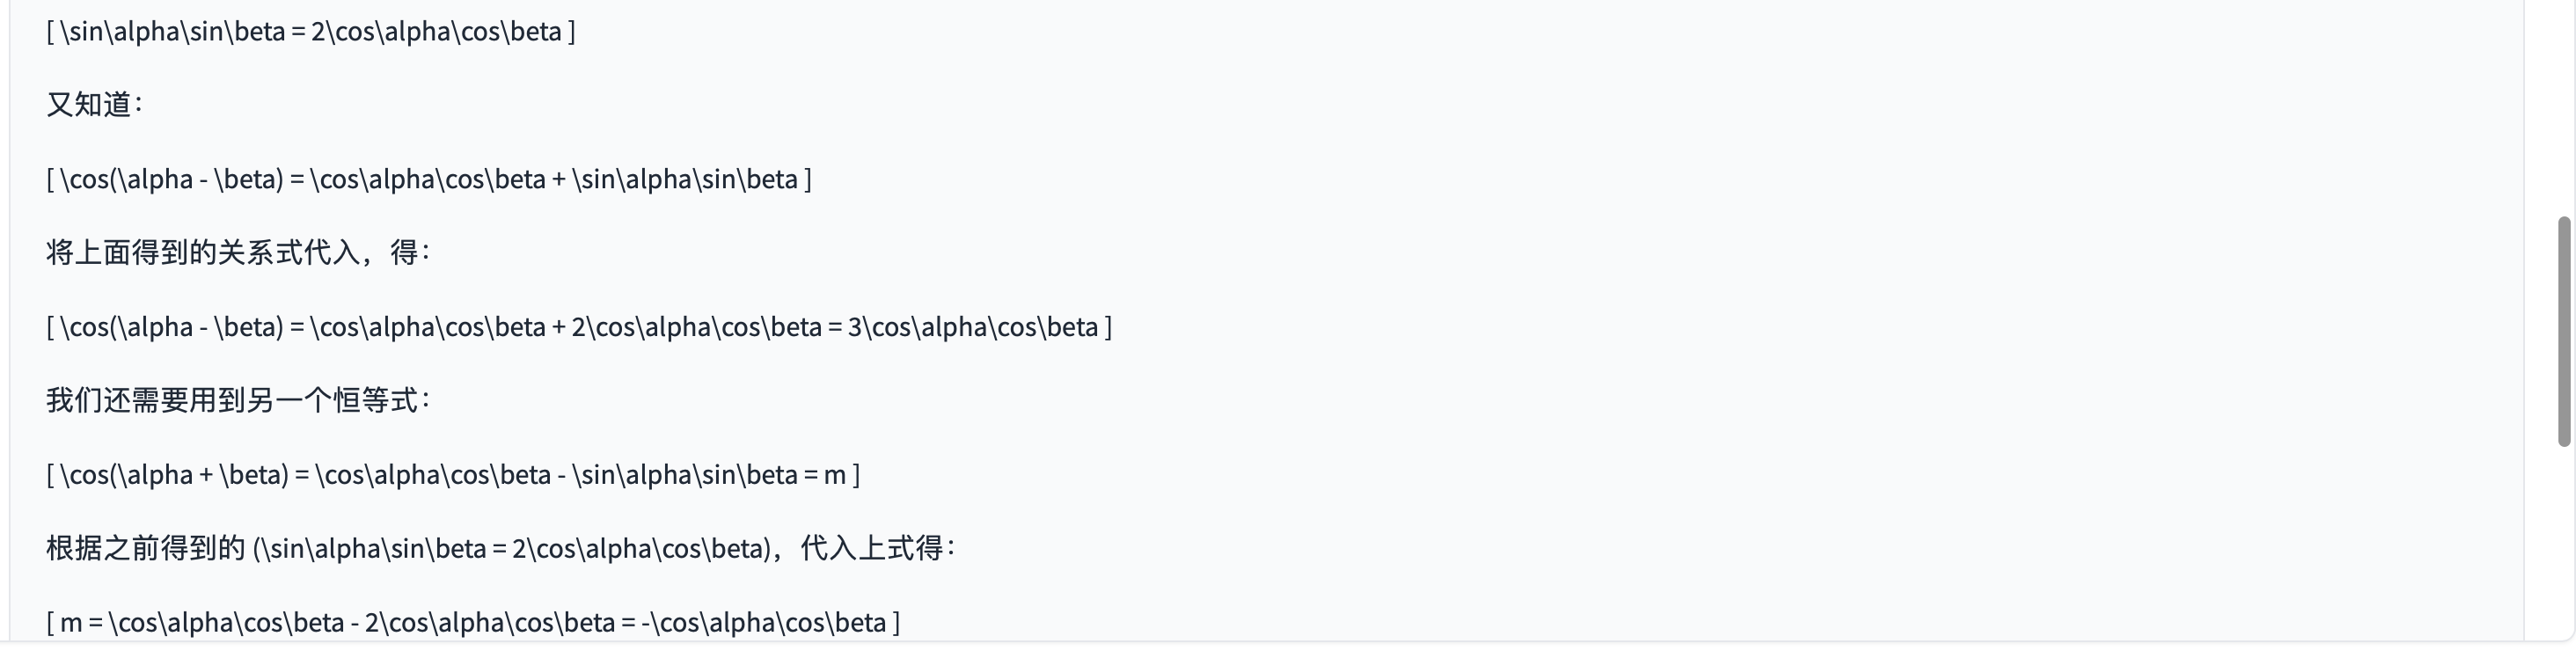 [ \sin\alpha\sin\beta = 2\cos\alpha\cos\beta ]
又知道：
[ \cos(\alpha - \beta) = \cos\alpha\cos\beta + \sin\alpha\sin\beta ]
将上面得到的关系式代入，得：
[ \cos(\alpha - \beta) = \cos\alpha\cos\beta + 2\cos\alpha\cos\beta = 3\cos\alpha\cos\beta ]
我们还需要用到另一个恒等式：
[ \cos(\alpha + \beta) = \cos\alpha\cos\beta - \sin\alpha\sin\beta = m ]
根据之前得到的 (\sin\alpha\sin\beta = 2\cos\alpha\cos\beta)，代入上式得：
[ m = \cos\alpha\cos\beta - 2\cos\alpha\cos\beta = -\cos\alpha\cos\beta ]